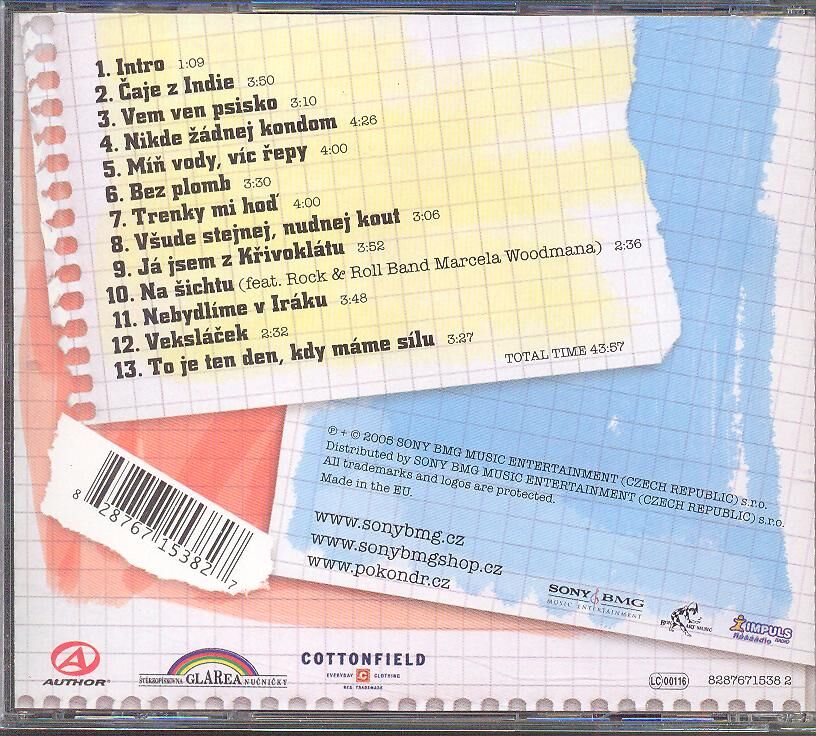 1. Intro 1:09
2. Čaje z Indie 3:50
3. Vem ven psisko 3:10
4. Nikde žádnej kondom 4:26
5. Míň vody, víc řepy 4:00
6. Bez plomb 3:30
7. Trenky mi hoď 4:00
8. Všude stejnej, nudnej kout 3:06
9. Já jsem z Křivoklátu 3:52
10. Na šichtu (feat. Rock & Roll Band Marcela Woodmana) 2:36
11. Nebydlíme v Iráku 3:48
12. Veksláček 2:32
13. To je ten den, kdy máme sílu 3:27
TOTAL TIME 43:57
℗ + © 2005 SONY BMG MUSIC ENTERTAINMENT (CZECH REPUBLIC) s.r.o.
Distributed by SONY BMG MUSIC ENTERTAINMENT (CZECH REPUBLIC) s.r.o.
All trademarks and logos are protected.
Made in the EU.
www.sonybmg.cz
www.sonybmgshop.cz
www.pokondr.cz
8 28767 15382 7
SONY BMG
MUSIC ENTERTAINMENT
IMPULS
RADIO
Ráááádio
AUTHOR
GLAREA
COTTONFIELD
EVERYDAY C CLOTHING
REG. TRADEMARK
LC 00116
8287671538 2